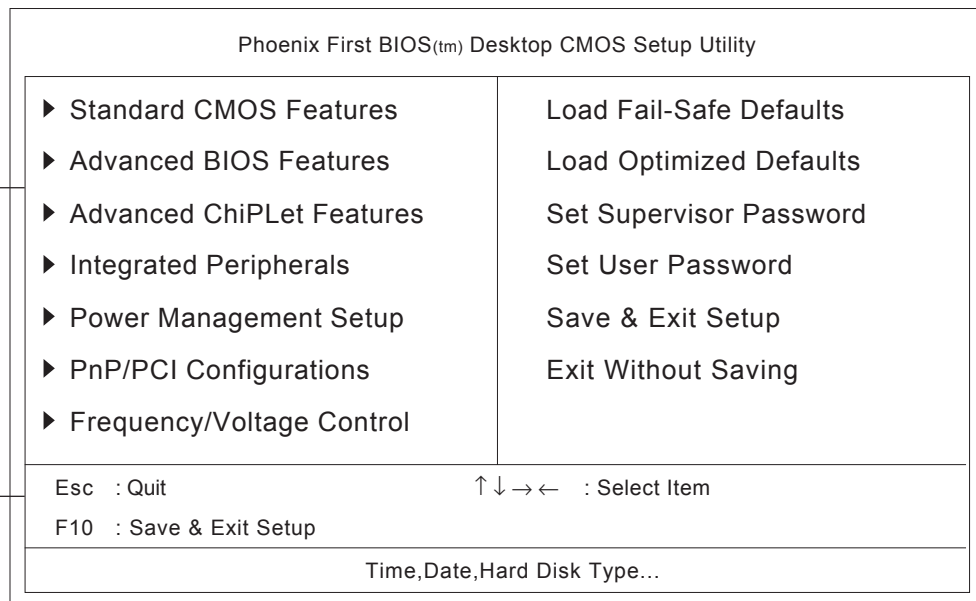 Phoenix First BIOS(tm) Desktop CMOS Setup Utility
▶ Standard CMOS Features
▶ Advanced BIOS Features
▶ Advanced ChiPLet Features
▶ Integrated Peripherals
▶ Power Management Setup
▶ PnP/PCI Configurations
▶ Frequency/Voltage Control
Load Fail-Safe Defaults
Load Optimized Defaults
Set Supervisor Password
Set User Password
Save & Exit Setup
Exit Without Saving
Esc : Quit
↑↓→← : Select Item
F10 : Save & Exit Setup
Time,Date,Hard Disk Type...